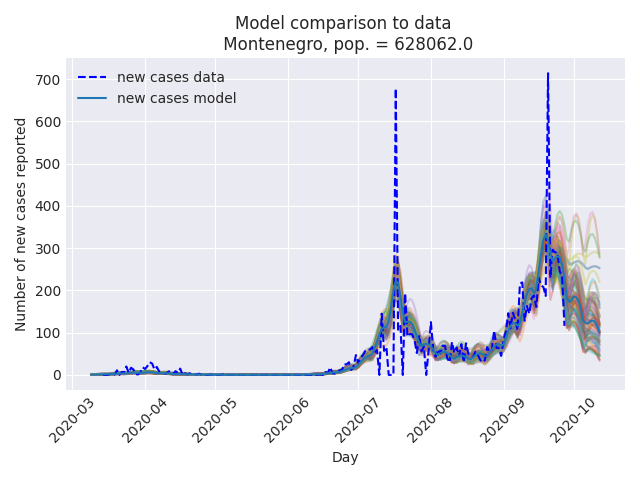 Model comparison to data
Montenegro, pop. = 628062.0
new cases data
new cases model
Number of new cases reported
700
600
500
400
300
200
100
0
2020-03
2020-04
2020-05
2020-06
2020-07
2020-08
2020-09
2020-10
Day